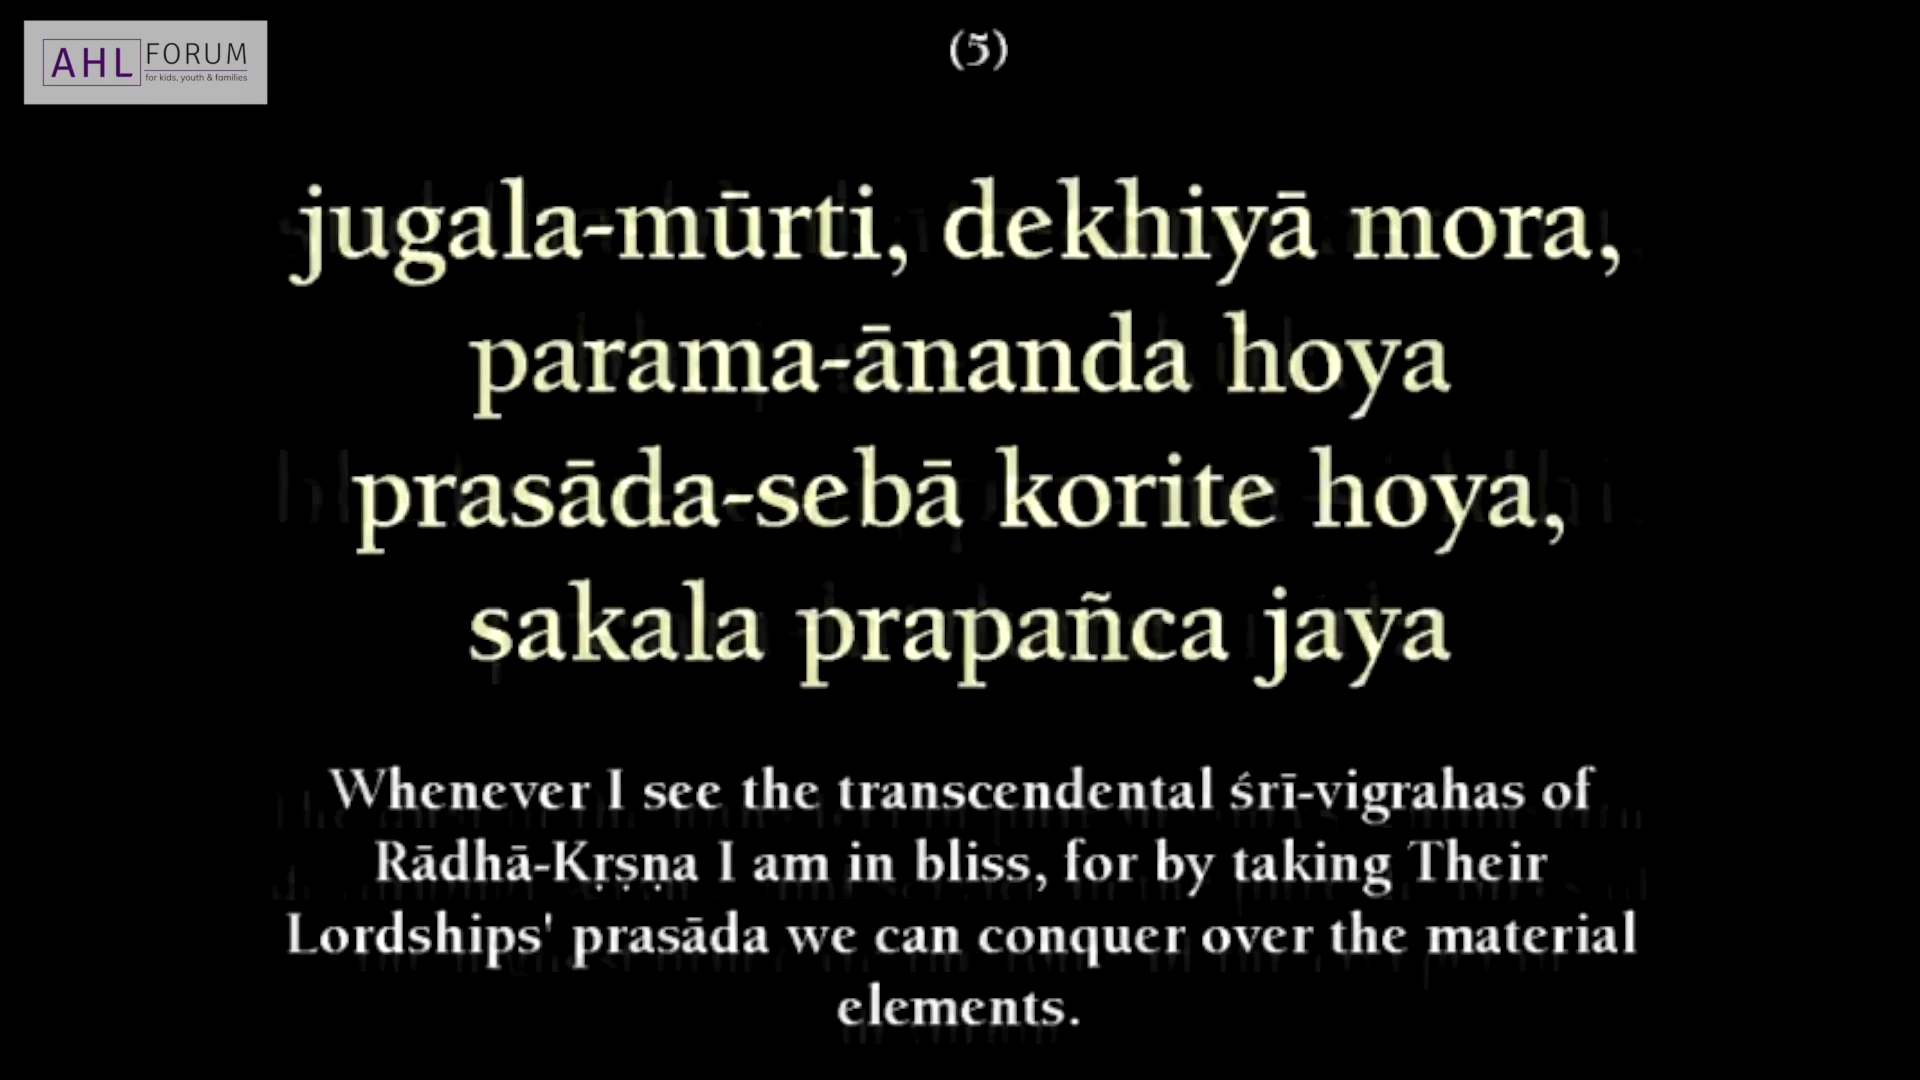 AHL FORUM
for kids, youth & families
(5)
jugala-mūrti, dekhiyā mora,
parama-ānanda hoya
prasāda-sebā korite hoya,
sakala prapañca jaya
Whenever I see the transcendental śrī-vigrahas of
Rādhā-Kṛṣṇa I am in bliss, for by taking Their
Lordships' prasāda we can conquer over the material
elements.